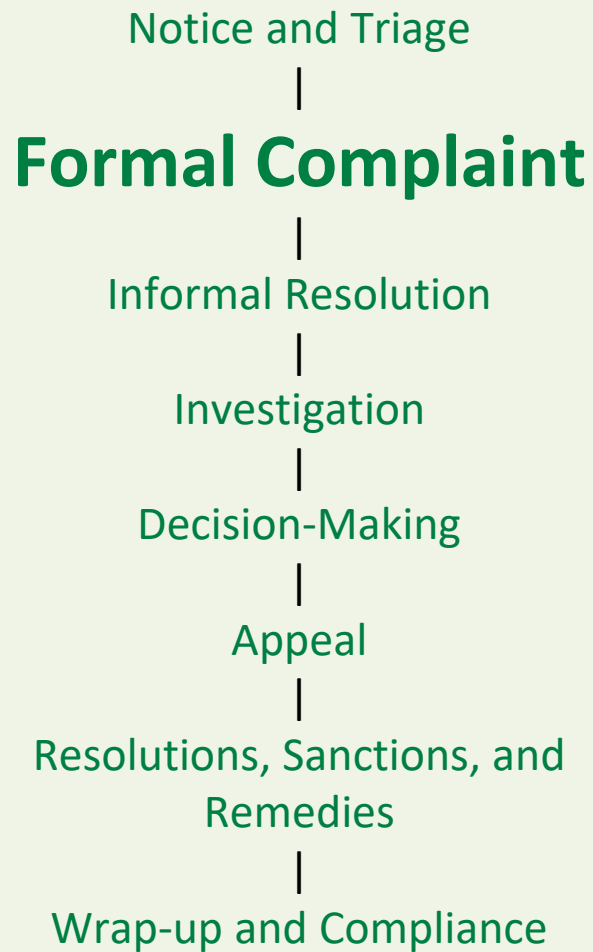 Notice and Triage
|
Formal Complaint
|
Informal Resolution
|
Investigation
|
Decision-Making
|
Appeal
|
Resolutions, Sanctions, and
Remedies
|
Wrap-up and Compliance